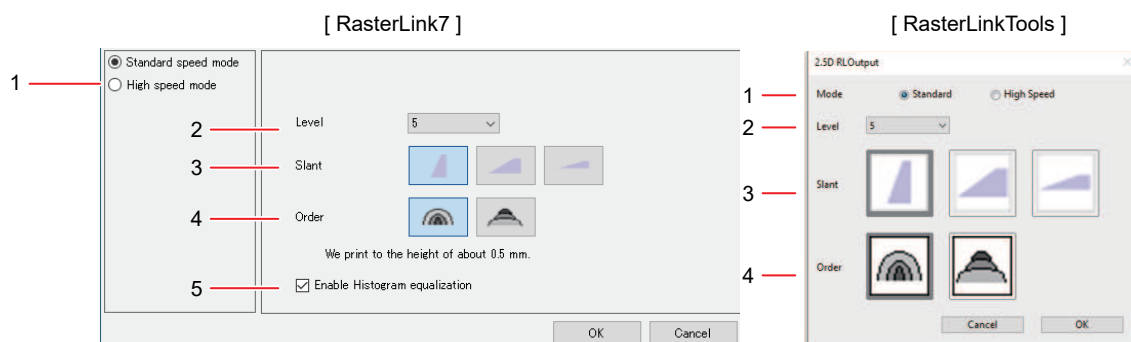 [ RasterLink7 ]
Standard speed mode
1 High speed mode
2 Level 5
3 Slant
4 Order
We print to the height of about 0.5 mm.
5 Enable Histogram equalization
OK Cancel
[ RasterLinkTools ]
2.5D RLOutput
1 Mode Standard High Speed
2 Level 5
3 Slant
4 Order
Cancel OK